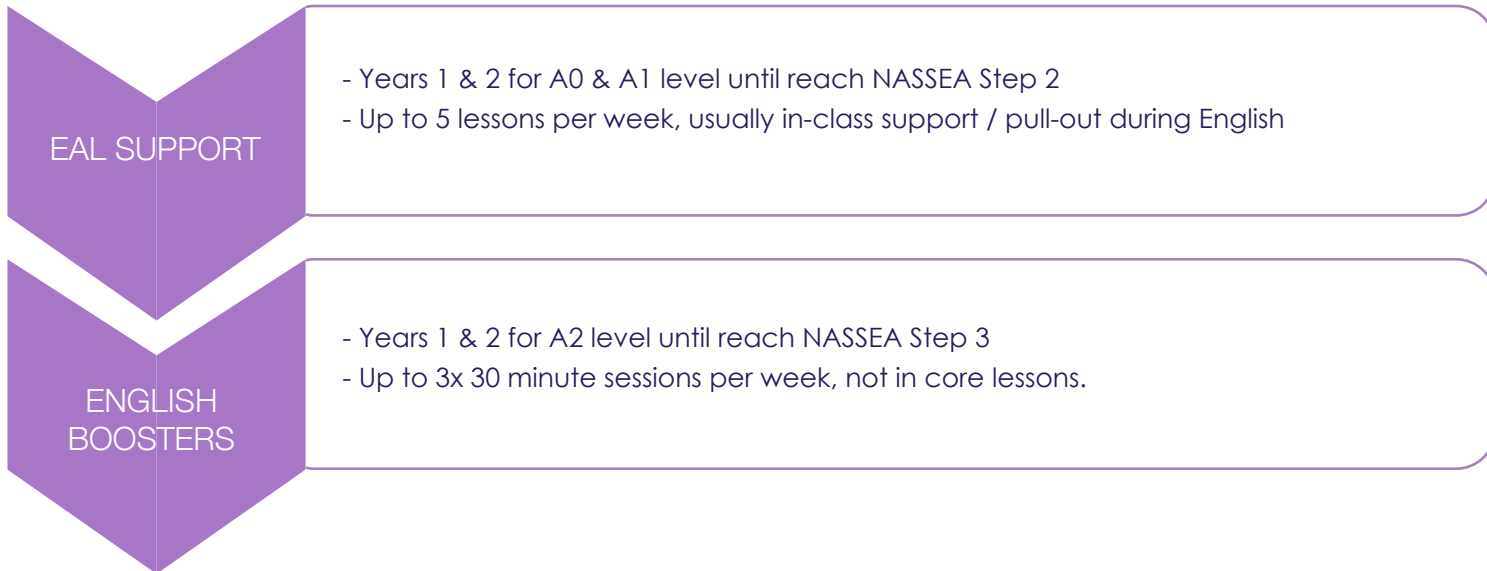 EAL SUPPORT
- Years 1 & 2 for A0 & A1 level until reach NASSEA Step 2
- Up to 5 lessons per week, usually in-class support / pull-out during English
ENGLISH
BOOSTERS
- Years 1 & 2 for A2 level until reach NASSEA Step 3
- Up to 3x 30 minute sessions per week, not in core lessons.